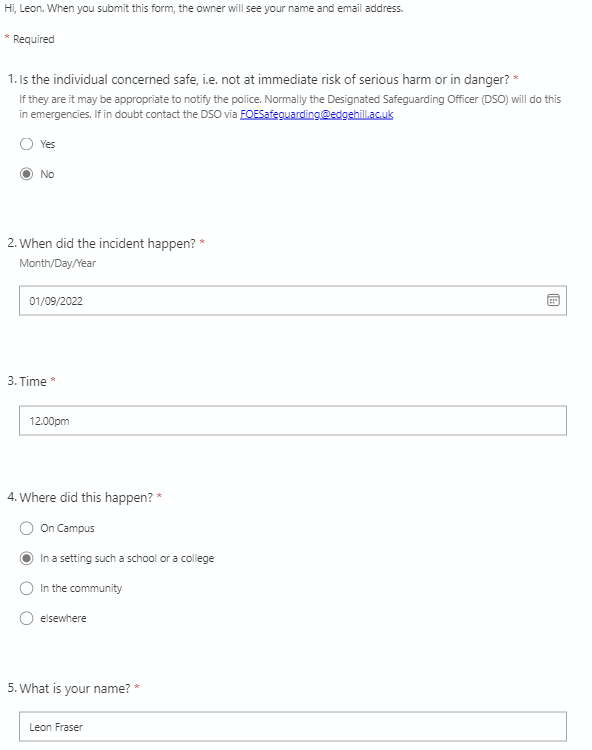 Hi, Leon. When you submit this form, the owner will see your name and email address.
* Required
1. Is the individual concerned safe, i.e. not at immediate risk of serious harm or in danger? *
If they are it may be appropriate to notify the police. Normally the Designated Safeguarding Officer (DSO) will do this
in emergencies. If in doubt contact the DSO via FOESafeguarding@edgehill.ac.uk
Yes
No
2. When did the incident happen? *
Month/Day/Year
01/09/2022
3. Time *
12.00pm
4. Where did this happen? *
On Campus
In a setting such a school or a college
In the community
elsewhere
5. What is your name? *
Leon Fraser